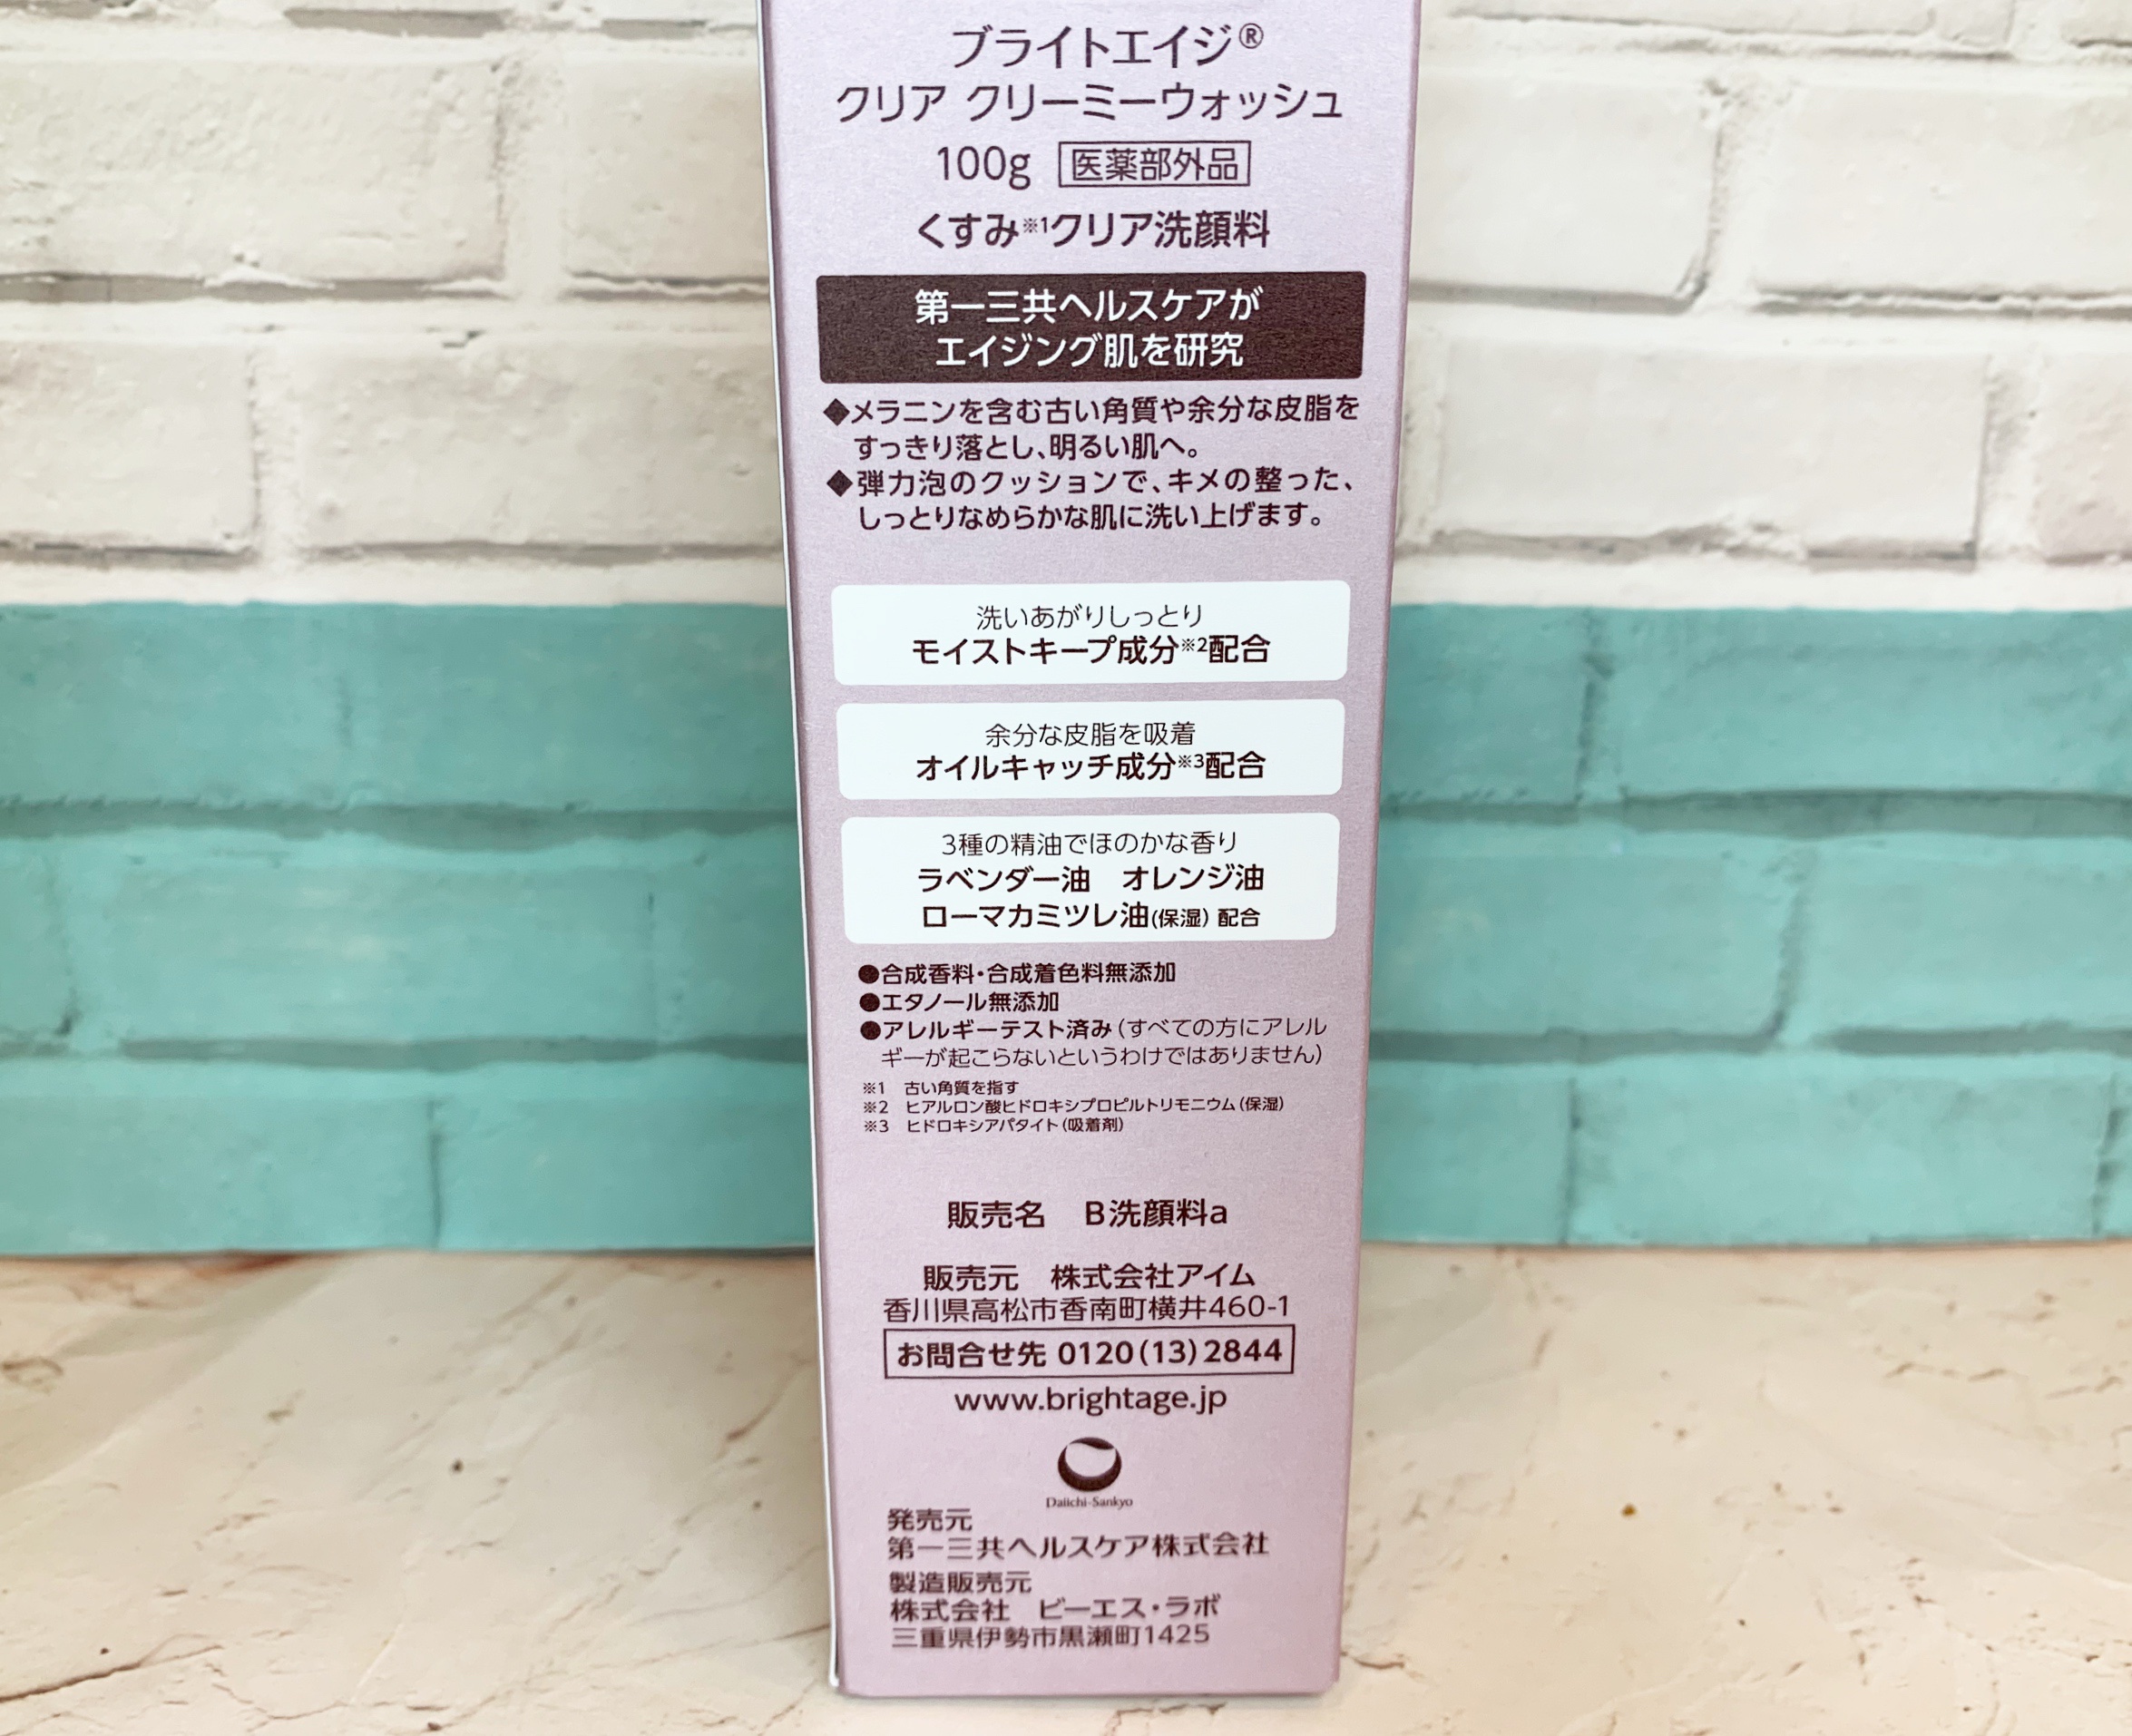 ブライトエイジ®
クリア クリーミーウォッシュ
100g 医薬部外品
くすみ※1クリア洗顔料
第一三共ヘルスケアが
エイジング肌を研究
◆メラニンを含む古い角質や余分な皮脂を
すっきり落とし、明るい肌へ。
◆弾力泡のクッションで、キメの整った、
しっとりなめらかな肌に洗い上げます。
洗いあがりしっとり
モイストキープ成分※2配合
余分な皮脂を吸着
オイルキャッチ成分※3配合
3種の精油でほのかな香り
ラベンダー油　オレンジ油
ローマカミツレ油(保湿) 配合
●合成香料・合成着色料無添加
●エタノール無添加
●アレルギーテスト済み(すべての方にアレル
ギーが起こらないというわけではありません)
※1　古い角質を指す
※2　ヒアルロン酸ヒドロキシプロピルトリモニウム(保湿)
※3　ヒドロキシアパタイト(吸着剤)
販売名　B洗顔料a
販売元　株式会社アイム
香川県高松市香南町横井460-1
お問合せ先 0120(13)2844
www.brightage.jp
Daiichi-Sankyo
発売元
第一三共ヘルスケア株式会社
製造販売元
株式会社　ビーエス・ラボ
三重県伊勢市黒瀬町1425